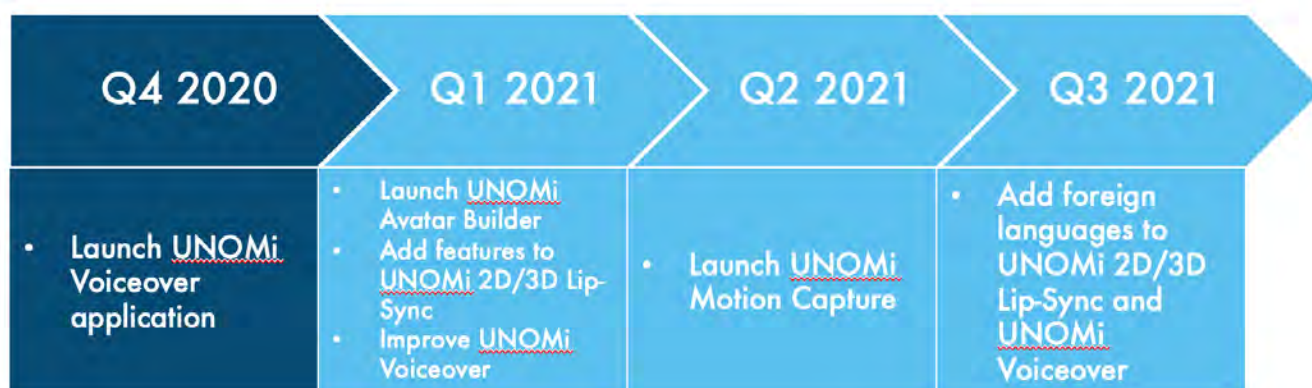 Q4 2020
Q1 2021
Q2 2021
Q3 2021
• Launch UNOMi
Voiceover
application
• Launch UNOMi
Avatar Builder
• Add features to
UNOMi 2D/3D Lip-
Sync
• Improve UNOMi
Voiceover
• Launch UNOMi
Motion Capture
• Add foreign
languages to
UNOMi 2D/3D
Lip-Sync and
UNOMi
Voiceover